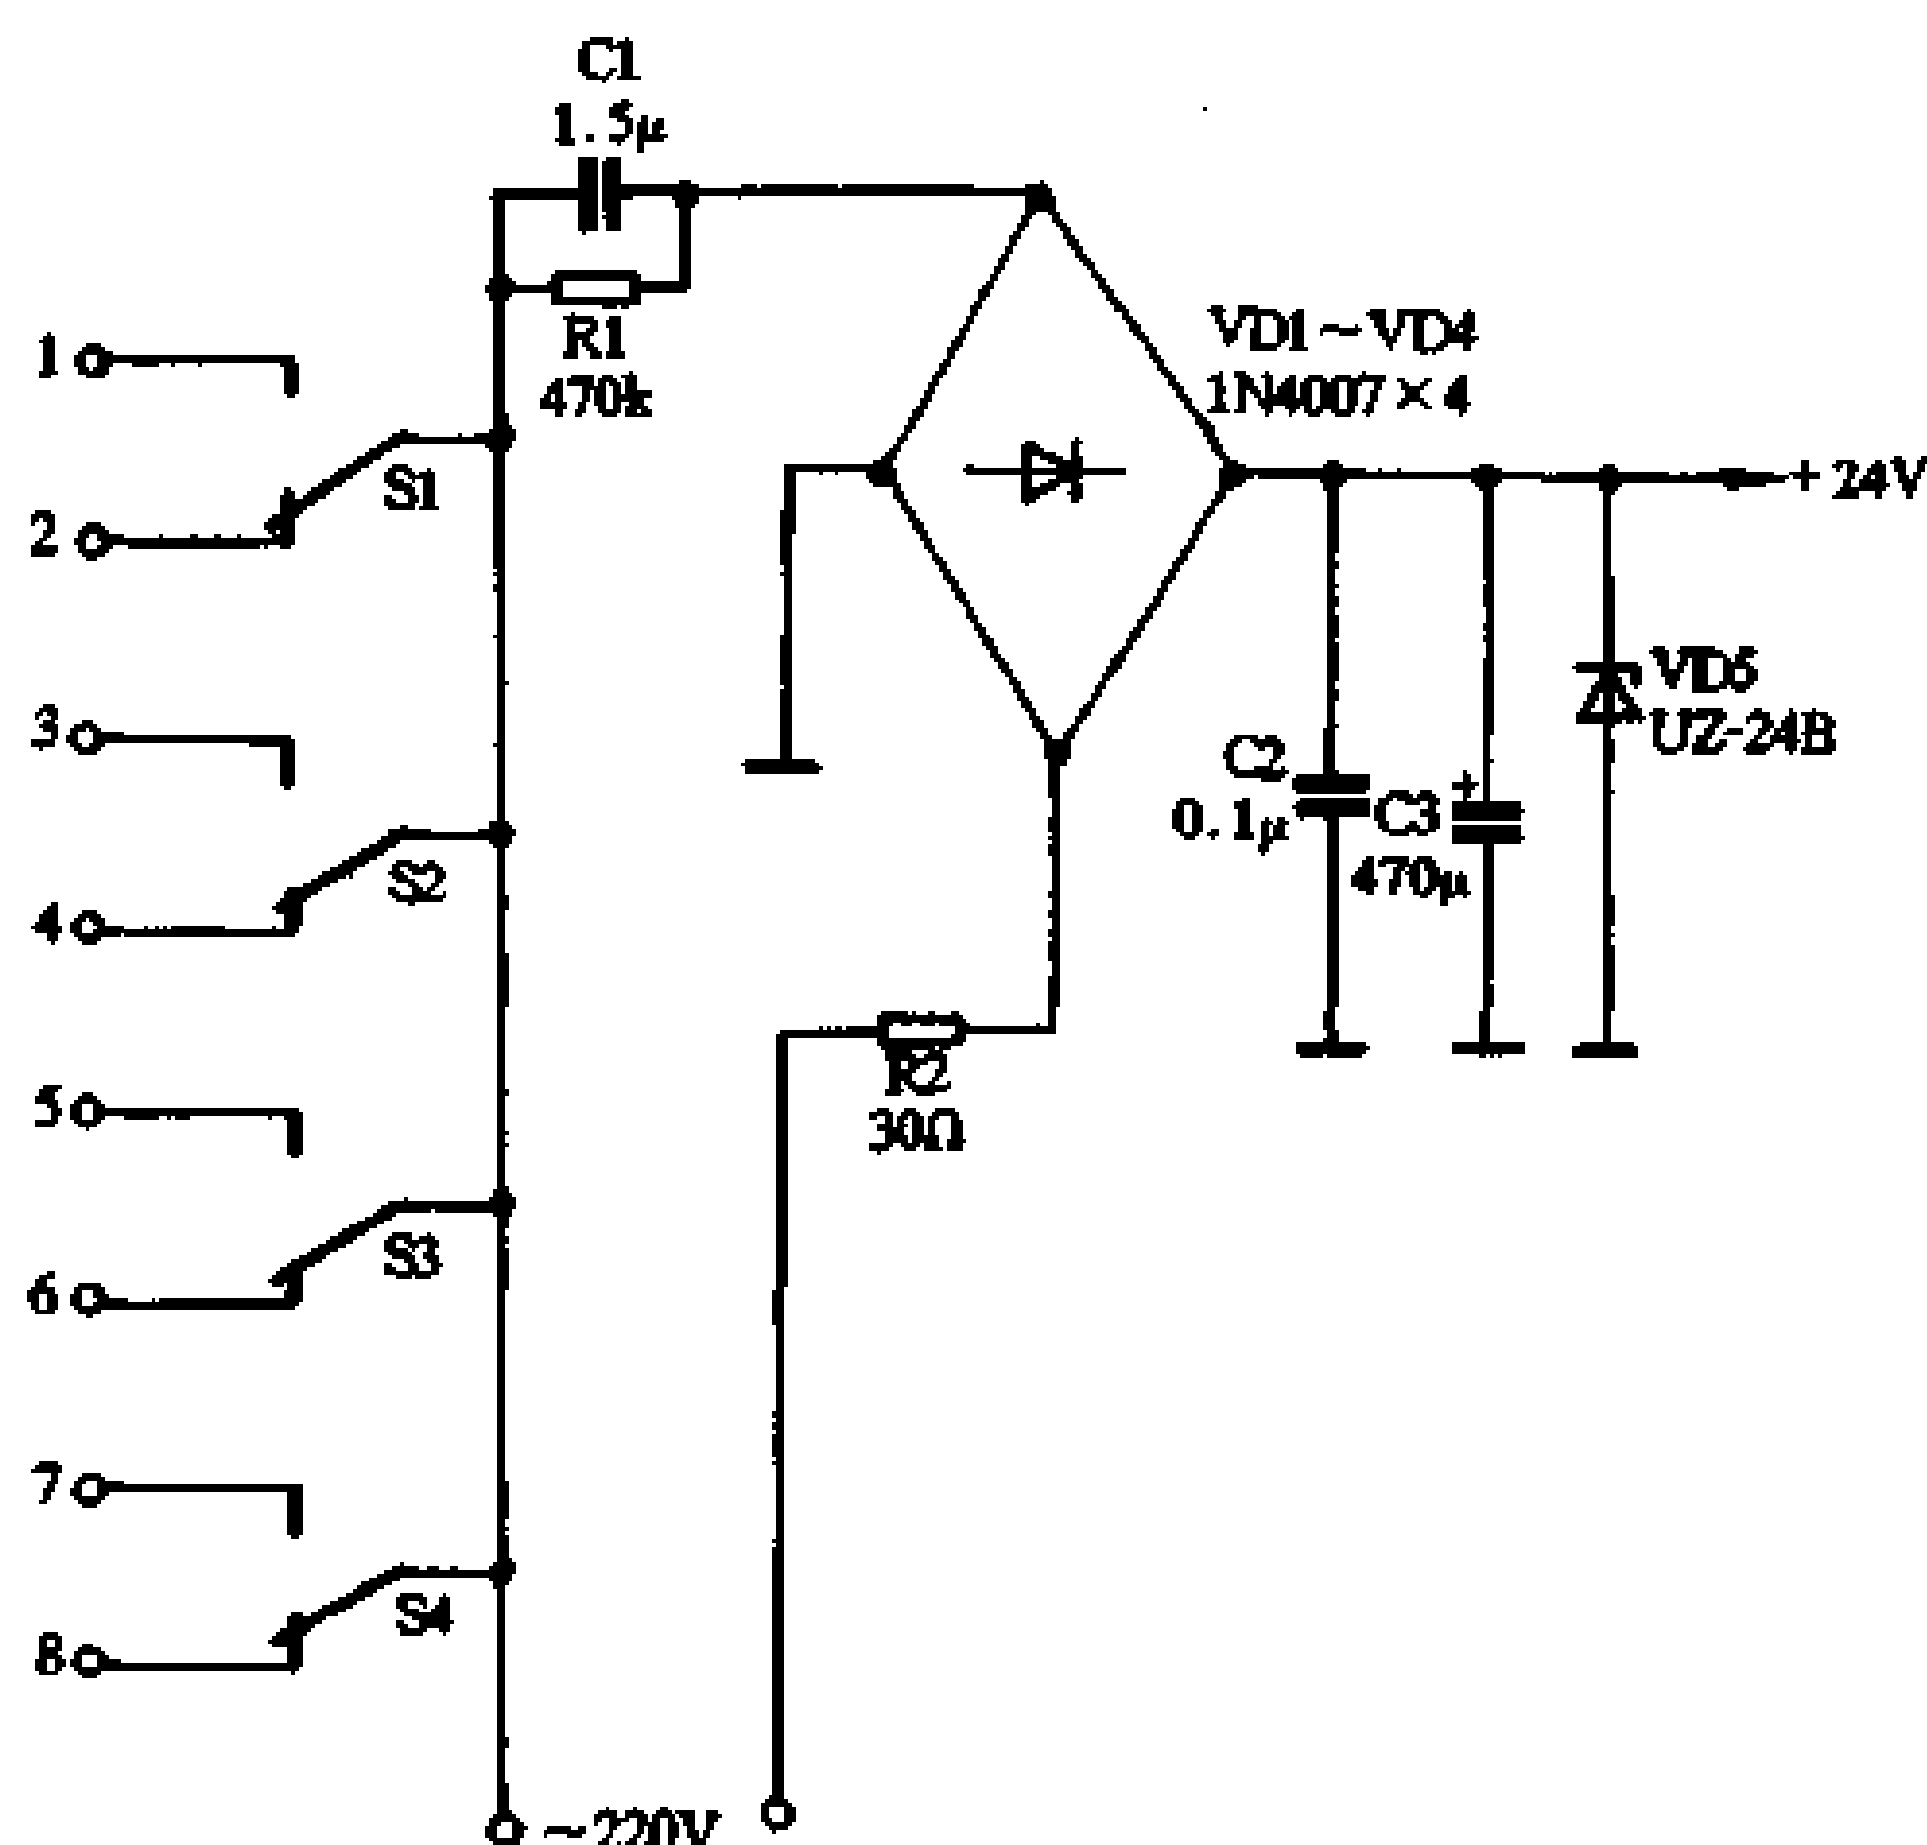 C1
1.5μ
R1
470k
VD1～VD4
1N4007×4
+24V
1
S1
2
3
VD5
UZ-24B
C2
0.1μ
+
C3
470μ
S2
4
R2
30Ω
5
S3
6
7
S4
8
～220V